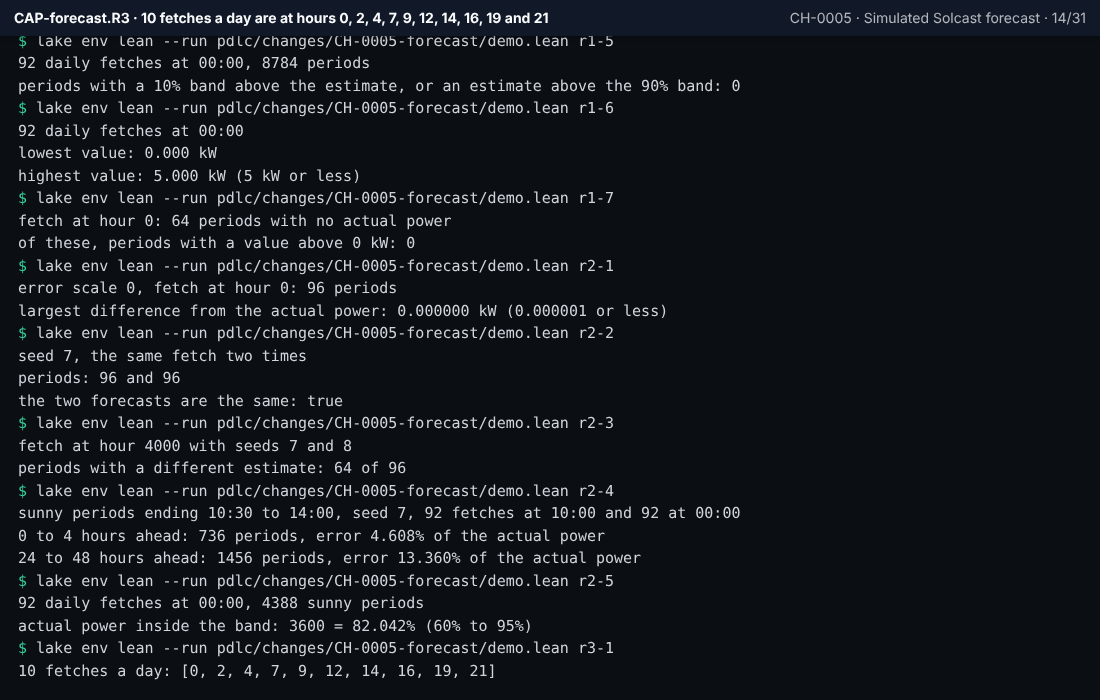 CAP-forecast.R3 · 10 fetches a day are at hours 0, 2, 4, 7, 9, 12, 14, 16, 19 and 21
CH-0005 · Simulated Solcast forecast · 14/31
$ lake env lean --run pdlc/changes/CH-0005-forecast/demo.lean r1-5
92 daily fetches at 00:00, 8784 periods
periods with a 10% band above the estimate, or an estimate above the 90% band: 0
$ lake env lean --run pdlc/changes/CH-0005-forecast/demo.lean r1-6
92 daily fetches at 00:00
lowest value: 0.000 kW
highest value: 5.000 kW (5 kW or less)
$ lake env lean --run pdlc/changes/CH-0005-forecast/demo.lean r1-7
fetch at hour 0: 64 periods with no actual power
of these, periods with a value above 0 kW: 0
$ lake env lean --run pdlc/changes/CH-0005-forecast/demo.lean r2-1
error scale 0, fetch at hour 0: 96 periods
largest difference from the actual power: 0.000000 kW (0.000001 or less)
$ lake env lean --run pdlc/changes/CH-0005-forecast/demo.lean r2-2
seed 7, the same fetch two times
periods: 96 and 96
the two forecasts are the same: true
$ lake env lean --run pdlc/changes/CH-0005-forecast/demo.lean r2-3
fetch at hour 4000 with seeds 7 and 8
periods with a different estimate: 64 of 96
$ lake env lean --run pdlc/changes/CH-0005-forecast/demo.lean r2-4
sunny periods ending 10:30 to 14:00, seed 7, 92 fetches at 10:00 and 92 at 00:00
0 to 4 hours ahead: 736 periods, error 4.608% of the actual power
24 to 48 hours ahead: 1456 periods, error 13.360% of the actual power
$ lake env lean --run pdlc/changes/CH-0005-forecast/demo.lean r2-5
92 daily fetches at 00:00, 4388 sunny periods
actual power inside the band: 3600 = 82.042% (60% to 95%)
$ lake env lean --run pdlc/changes/CH-0005-forecast/demo.lean r3-1
10 fetches a day: [0, 2, 4, 7, 9, 12, 14, 16, 19, 21]